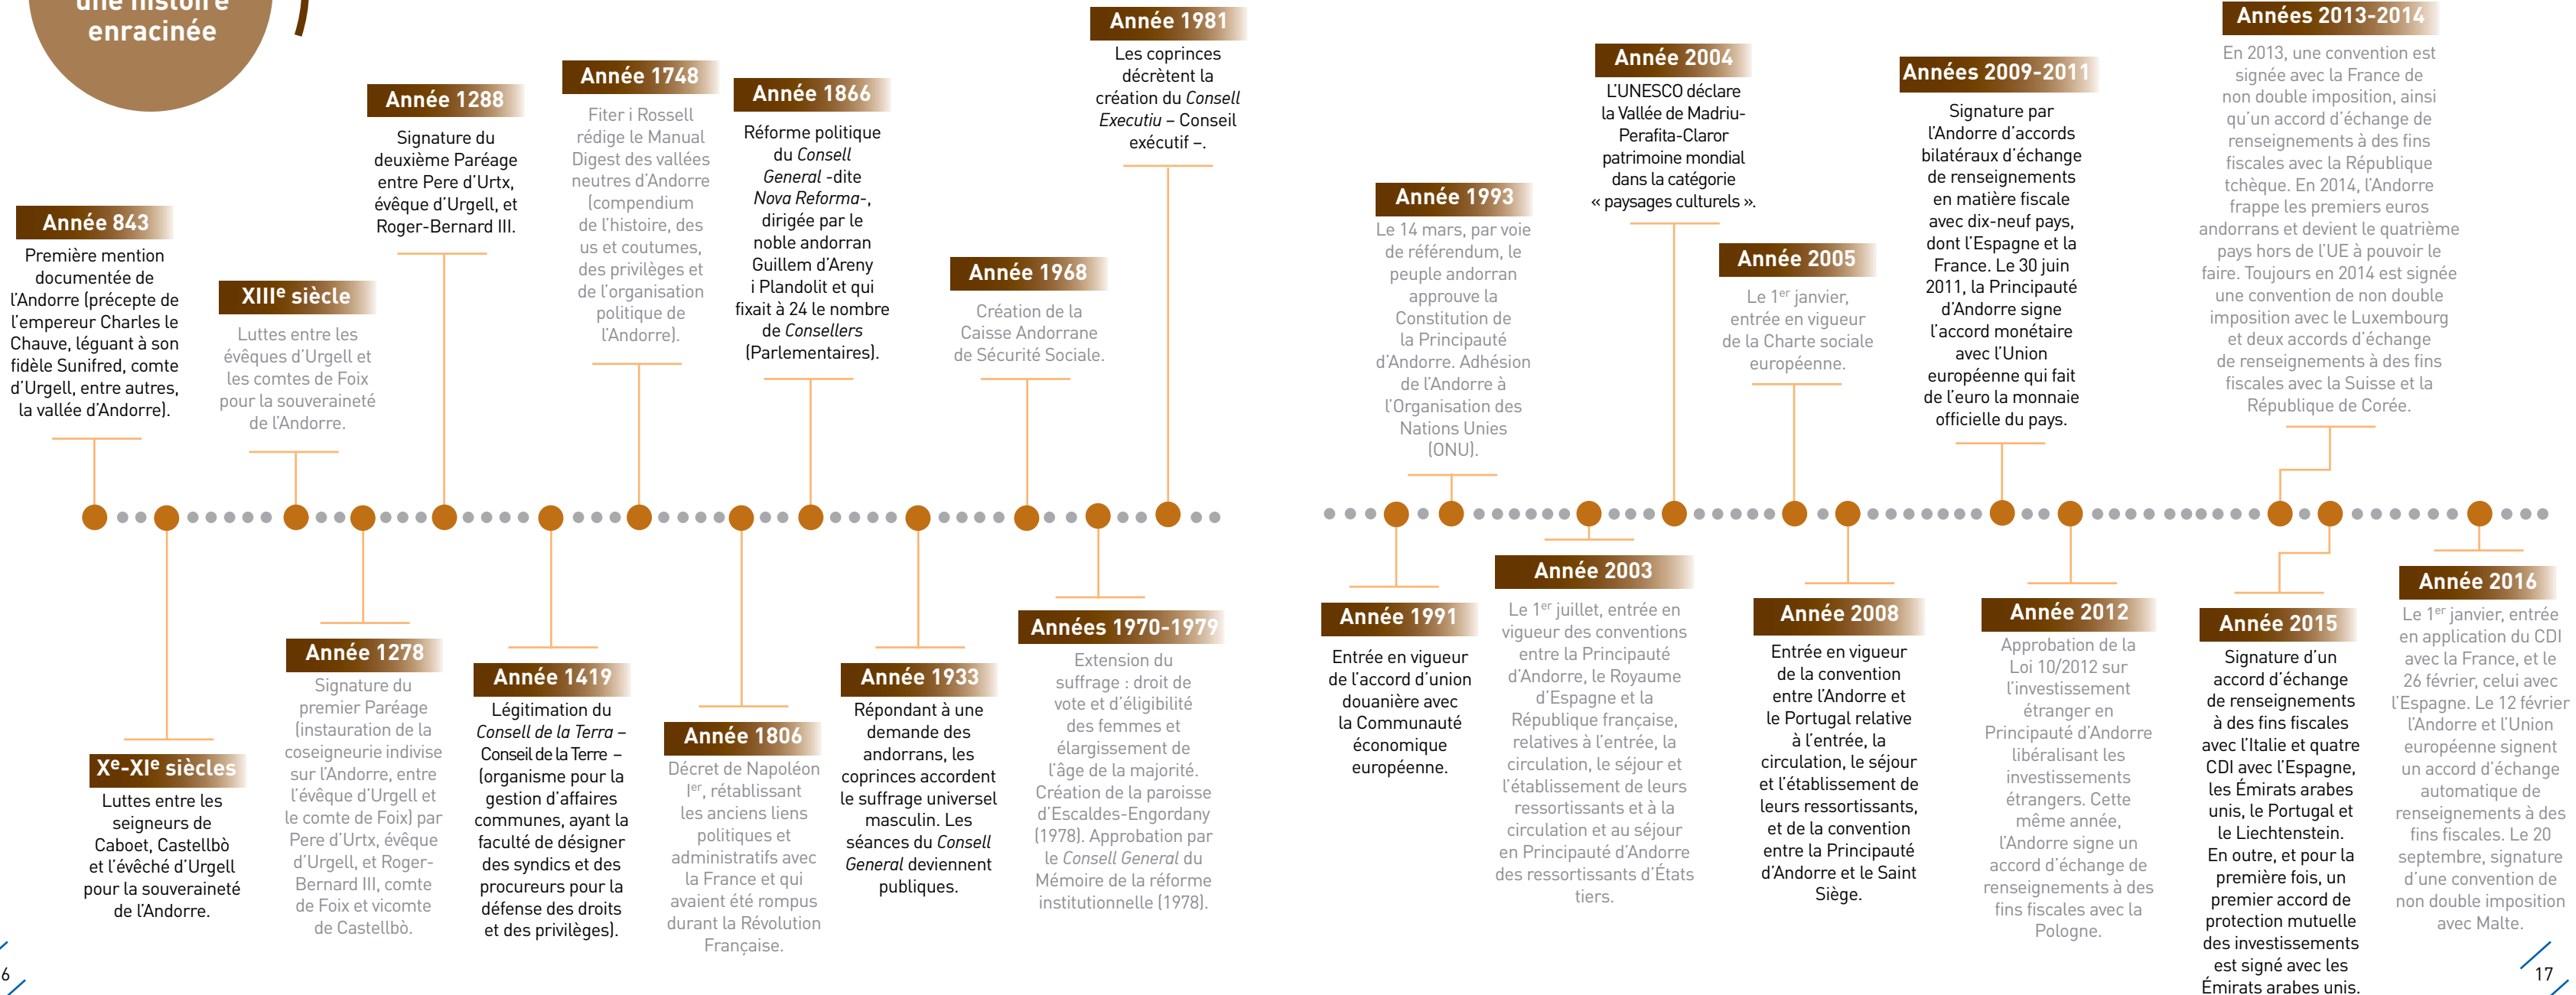 une histoire
enracinée
Année 843
Première mention
documentée de
l’Andorre (précepte de
l’empereur Charles le
Chauve, léguant à son
fidèle Sunifred, comte
d’Urgell, entre autres,
la vallée d’Andorre).
Xe-XIe siècles
Luttes entre les
seigneurs de
Caboet, Castellbò
et l’évêché d’Urgell
pour la souveraineté
de l’Andorre.
XIIIe siècle
Luttes entre les
évêques d’Urgell et
les comtes de Foix
pour la souveraineté
de l’Andorre.
Année 1278
Signature du
premier Paréage
(instauration de la
coseigneurie indivise
sur l’Andorre, entre
l’évêque d’Urgell et
le comte de Foix) par
Pere d’Urtx, évêque
d’Urgell, et Roger-
Bernard III, comte
de Foix et vicomte
de Castellbò.
Année 1288
Signature du
deuxième Paréage
entre Pere d’Urtx,
évêque d’Urgell, et
Roger-Bernard III.
Année 1419
Légitimation du
Consell de la Terra –
Conseil de la Terre –
(organisme pour la
gestion d’affaires
communes, ayant la
faculté de désigner
des syndics et des
procureurs pour la
défense des droits
et des privilèges).
Année 1748
Fiter i Rossell
rédige le Manual
Digest des vallées
neutres d’Andorre
(compendium
de l’histoire, des
us et coutumes,
des privilèges et
de l’organisation
politique de
l’Andorre).
Année 1806
Décret de Napoléon
Ier, rétablissant
les anciens liens
politiques et
administratifs avec
la France et qui
avaient été rompus
durant la Révolution
Française.
Année 1866
Réforme politique
du Consell
General -dite
Nova Reforma-,
dirigée par le
noble andorran
Guillem d’Areny
i Plandolit et qui
fixait à 24 le nombre
de Consellers
(Parlementaires).
Année 1933
Répondant à une
demande des
andorrans, les
coprinces accordent
le suffrage universel
masculin. Les
séances du Consell
General deviennent
publiques.
Année 1968
Création de la
Caisse Andorrane
de Sécurité Sociale.
Années 1970-1979
Extension du
suffrage : droit de
vote et d’éligibilité
des femmes et
élargissement de
l’âge de la majorité.
Création de la paroisse
d’Escaldes-Engordany
(1978). Approbation par
le Consell General du
Mémoire de la réforme
institutionnelle (1978).
Année 1981
Les coprinces
décrètent la
création du Consell
Executiu – Conseil
exécutif –.
Année 1991
Entrée en vigueur
de l’accord d’union
douanière avec
la Communauté
économique
européenne.
Année 1993
Le 14 mars, par voie
de référendum, le
peuple andorran
approuve la
Constitution de
la Principauté
d’Andorre. Adhésion
de l’Andorre à
l’Organisation des
Nations Unies
(ONU).
Année 2003
Le 1er juillet, entrée en
vigueur des conventions
entre la Principauté
d’Andorre, le Royaume
d’Espagne et la
République française,
relatives à l’entrée, la
circulation, le séjour et
l’établissement de leurs
ressortissants et à la
circulation et au séjour
en Principauté d’Andorre
des ressortissants d’États
tiers.
Année 2004
L’UNESCO déclare
la Vallée de Madriu-
Perafita-Claror
patrimoine mondial
dans la catégorie
« paysages culturels ».
Année 2005
Le 1er janvier,
entrée en vigueur
de la Charte sociale
européenne.
Année 2008
Entrée en vigueur
de la convention
entre l’Andorre et
le Portugal relative
à l’entrée, la
circulation, le séjour
et l’établissement de
leurs ressortissants,
et de la convention
entre la Principauté
d’Andorre et le Saint
Siège.
Années 2009-2011
Signature par
l’Andorre d’accords
bilatéraux d’échange
de renseignements
en matière fiscale
avec dix-neuf pays,
dont l’Espagne et la
France. Le 30 juin
2011, la Principauté
d’Andorre signe
l’accord monétaire
avec l’Union
européenne qui fait
de l’euro la monnaie
officielle du pays.
Année 2012
Approbation de la
Loi 10/2012 sur
l’investissement
étranger en
Principauté d’Andorre
libéralisant les
investissements
étrangers. Cette
même année,
l’Andorre signe un
accord d’échange de
renseignements à des
fins fiscales avec la
Pologne.
Années 2013-2014
En 2013, une convention est
signée avec la France de
non double imposition, ainsi
qu’un accord d’échange de
renseignements à des fins
fiscales avec la République
tchèque. En 2014, l’Andorre
frappe les premiers euros
andorrans et devient le quatrième
pays hors de l’UE à pouvoir le
faire. Toujours en 2014 est signée
une convention de non double
imposition avec le Luxembourg
et deux accords d’échange
de renseignements à des fins
fiscales avec la Suisse et la
République de Corée.
Année 2015
Signature d’un
accord d’échange
de renseignements
à des fins fiscales
avec l’Italie et quatre
CDI avec l’Espagne,
les Émirats arabes
unis, le Portugal et
le Liechtenstein.
En outre, et pour la
première fois, un
premier accord de
protection mutuelle
des investissements
est signé avec les
Émirats arabes unis.
Année 2016
Le 1er janvier, entrée
en application du CDI
avec la France, et le
26 février, celui avec
l’Espagne. Le 12 février
l’Andorre et l’Union
européenne signent
un accord d’échange
automatique de
renseignements à des
fins fiscales. Le 20
septembre, signature
d’une convention de
non double imposition
avec Malte.
6
17